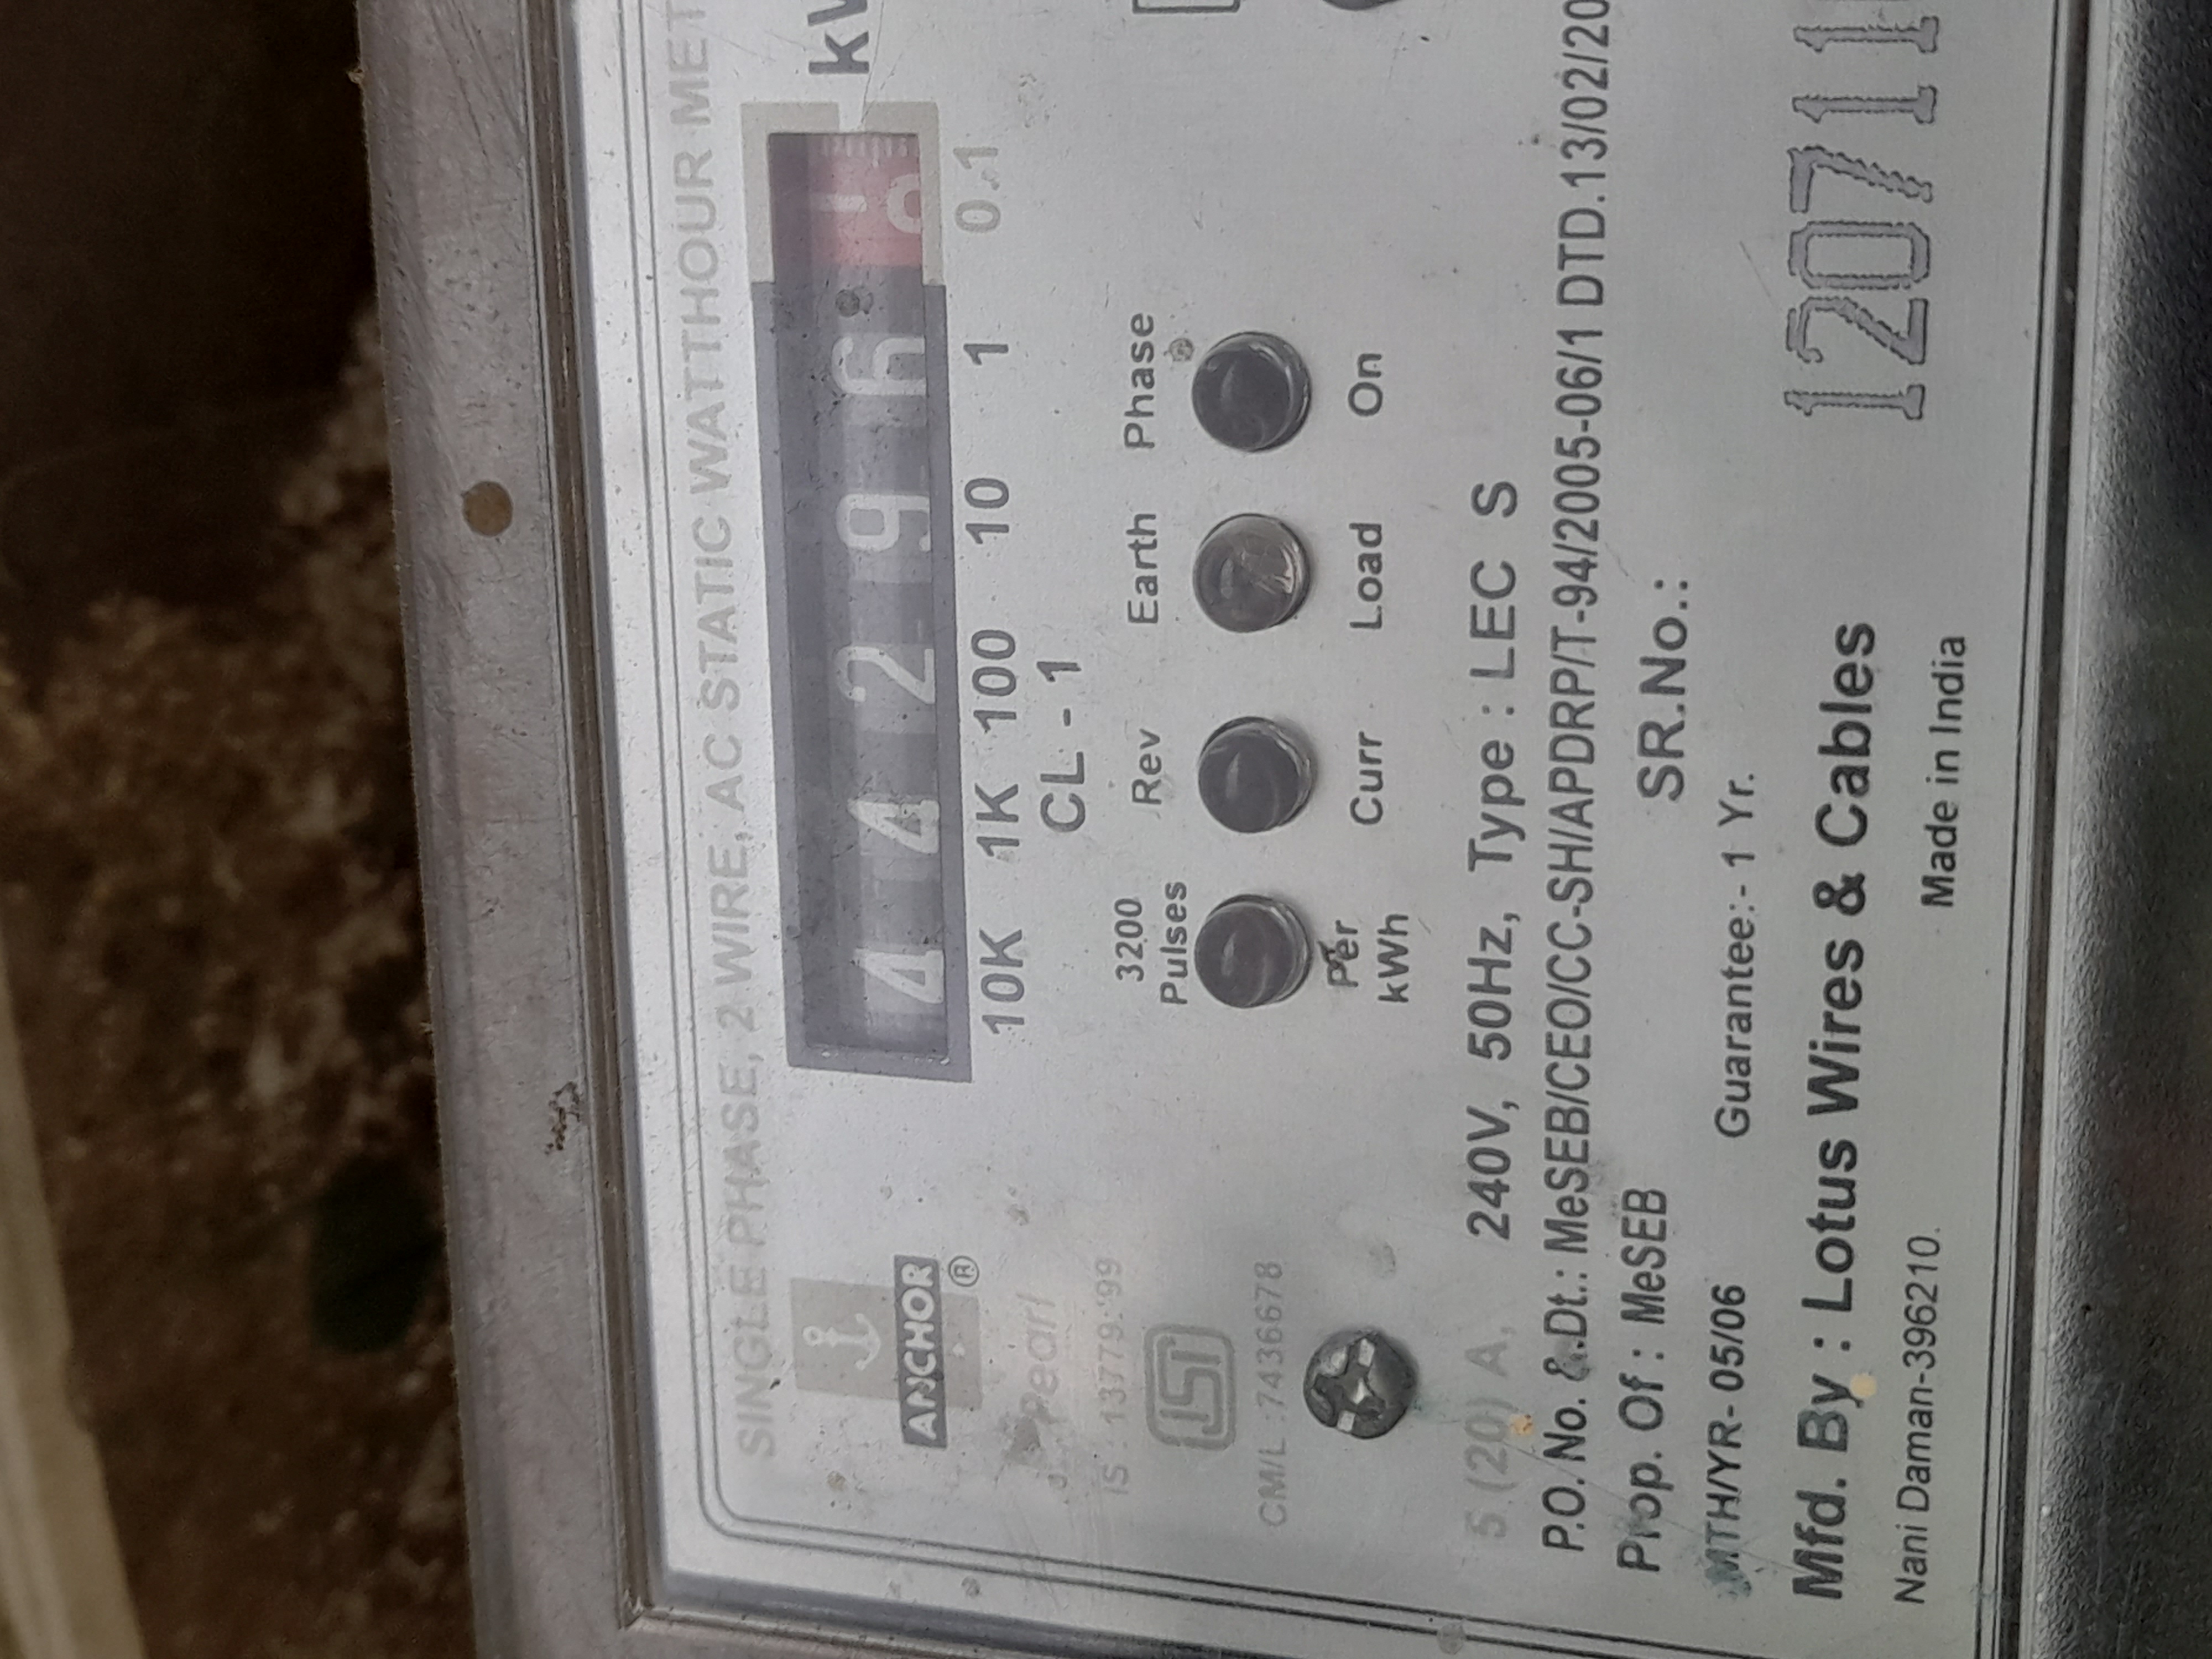 SINGLE PHASE, 2 WIRE, AC STATIC WATTHOUR
ANCHOR ®
Pearl
IS : 13779:'99
ISI
CM/L :7436678
4 4 2 9 6
10K 1K 100 10 1 0.1
CL - 1
3200 Pulses Per kWh
Rev Curr
Earth Load
Phase On
5 (20) A, 240V, 50Hz, Type : LEC S
P.O. No. &.Dt.: MeSEB/CEO/CC-SH/APDRP/T-94/2005-06/1 DTD.13/02/20
Prop. Of : MeSEB SR.No.:
MTH/YR- 05/06 Guarantee:- 1 Yr.
Mfd. By : Lotus Wires & Cables 120711
Nani Daman-396210. Made in India